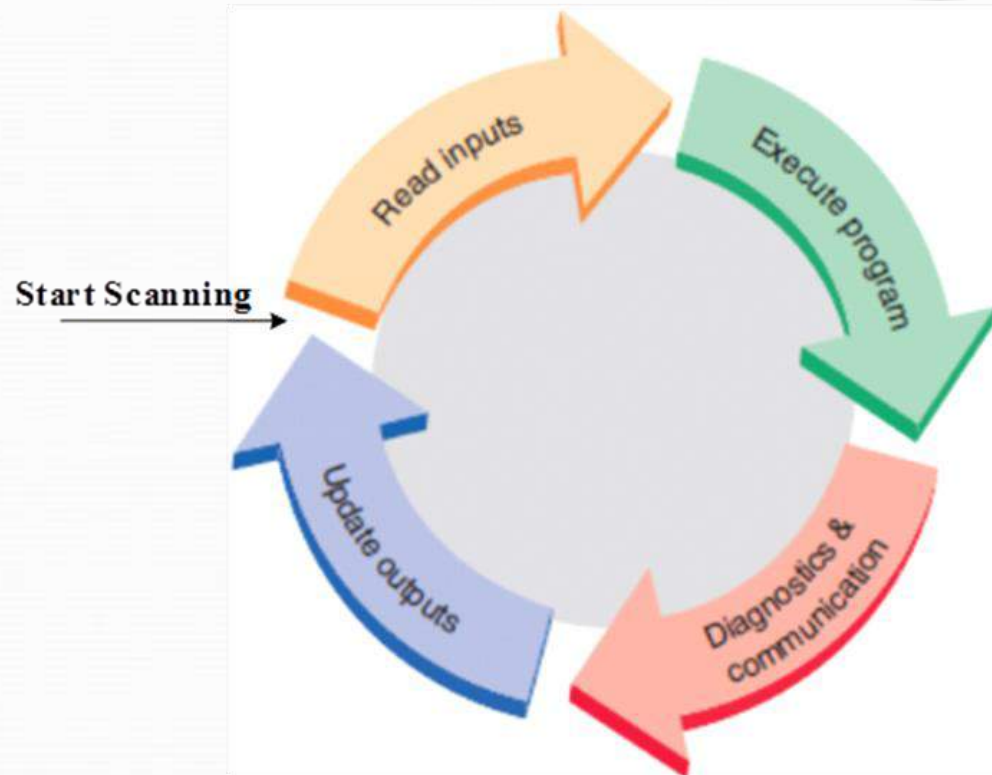 Start Scanning
Read inputs
Execute program
Diagnostics &
communication
Update outputs